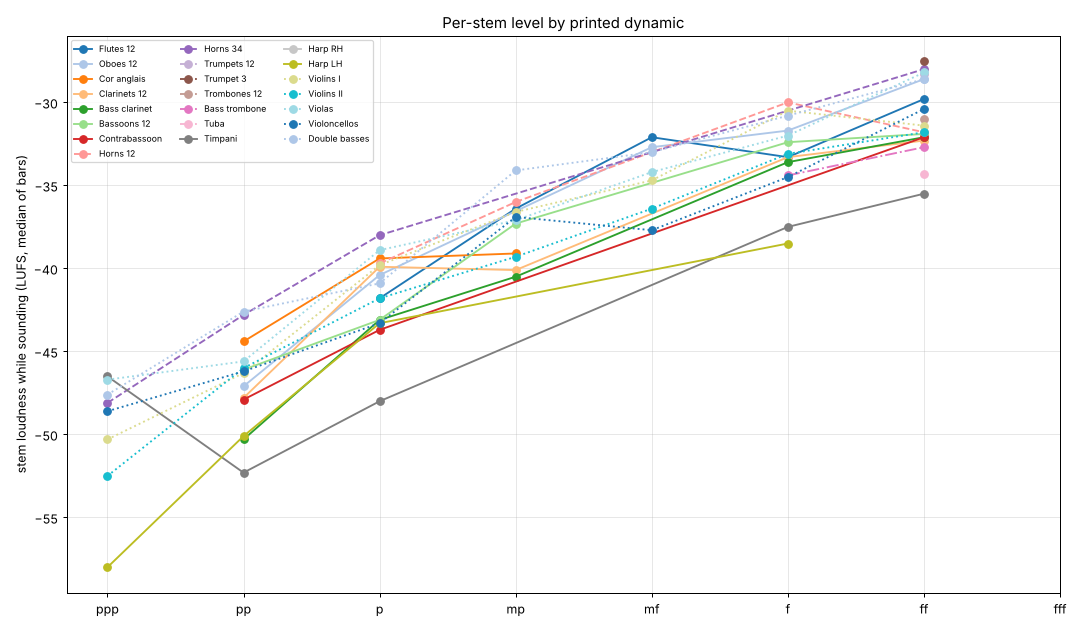 Per-stem level by printed dynamic
Flutes 12
Oboes 12
Cor anglais
Clarinets 12
Bass clarinet
Bassoons 12
Contrabassoon
Horns 12
Horns 34
Trumpets 12
Trumpet 3
Trombones 12
Bass trombone
Tuba
Timpani
Harp RH
Harp LH
Violins I
Violins II
Violas
Violoncellos
Double basses
stem loudness while sounding (LUFS, median of bars)
−30
−35
−40
−45
−50
−55
ppp pp p mp mf f ff fff